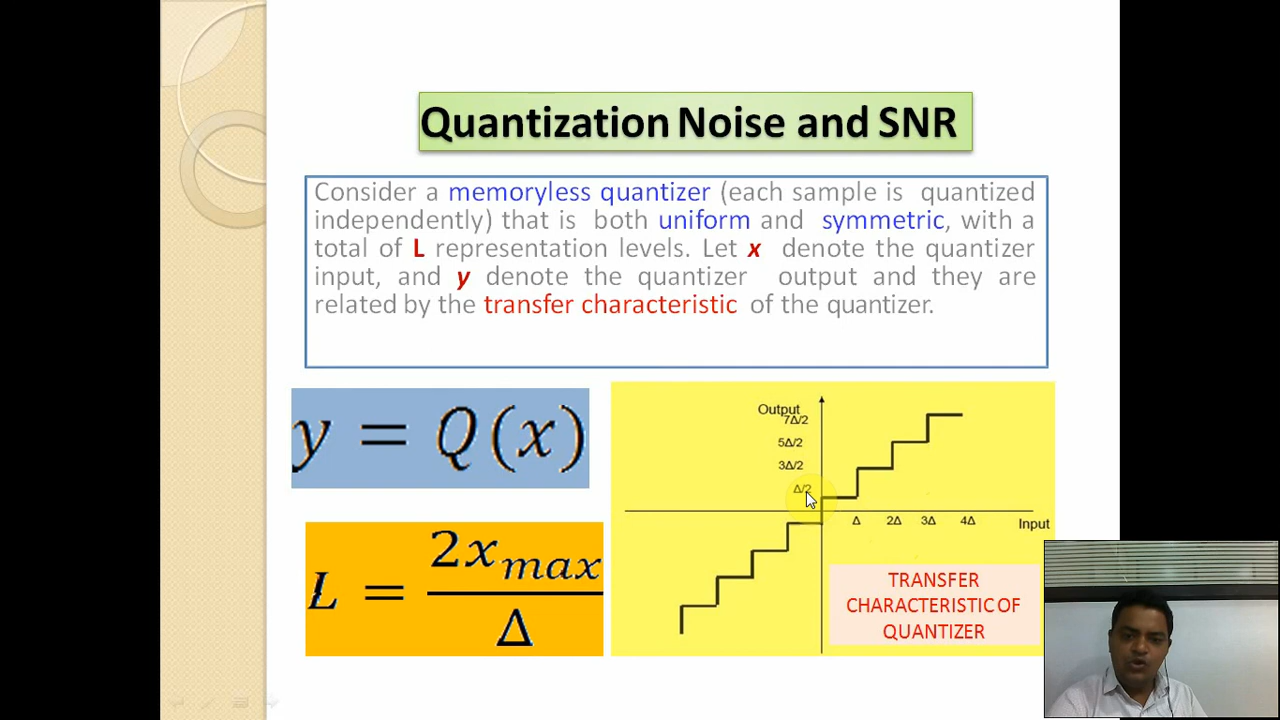 Quantization Noise and SNR
Consider a memoryless quantizer (each sample is quantized
independently) that is both uniform and symmetric, with a
total of L representation levels. Let x denote the quantizer
input, and y denote the quantizer output and they are
related by the transfer characteristic of the quantizer.
y = Q(x)
L = 2x_max / Δ
Output
7Δ/2
5Δ/2
3Δ/2
Δ/2
Δ 2Δ 3Δ 4Δ
Input
TRANSFER
CHARACTERISTIC OF
QUANTIZER